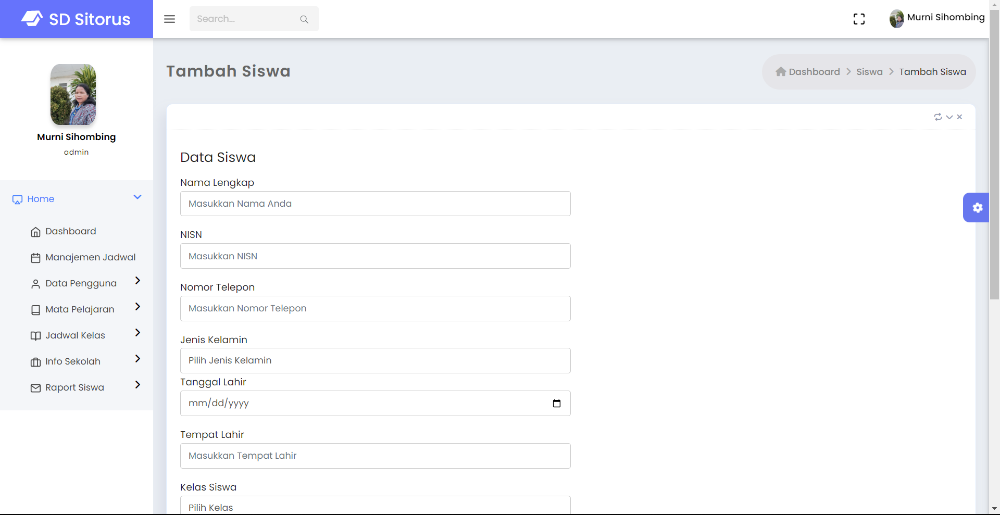 SD Sitorus
Search...
Murni Sihombing
Murni Sihombing
admin
Home
Dashboard
Manajemen Jadwal
Data Pengguna
Mata Pelajaran
Jadwal Kelas
Info Sekolah
Raport Siswa
Tambah Siswa
Dashboard > Siswa > Tambah Siswa
Data Siswa
Nama Lengkap
Masukkan Nama Anda
NISN
Masukkan NISN
Nomor Telepon
Masukkan Nomor Telepon
Jenis Kelamin
Pilih Jenis Kelamin
Tanggal Lahir
mm/dd/yyyy
Tempat Lahir
Masukkan Tempat Lahir
Kelas Siswa
Pilih Kelas